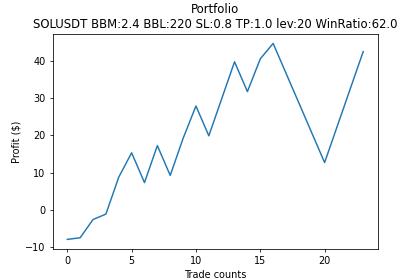 Portfolio
SOLUSDT BBM:2.4 BBL:220 SL:0.8 TP:1.0 lev:20 WinRatio:62.0
40
30
20
10
0
−10
Profit ($)
0 5 10 15 20
Trade counts